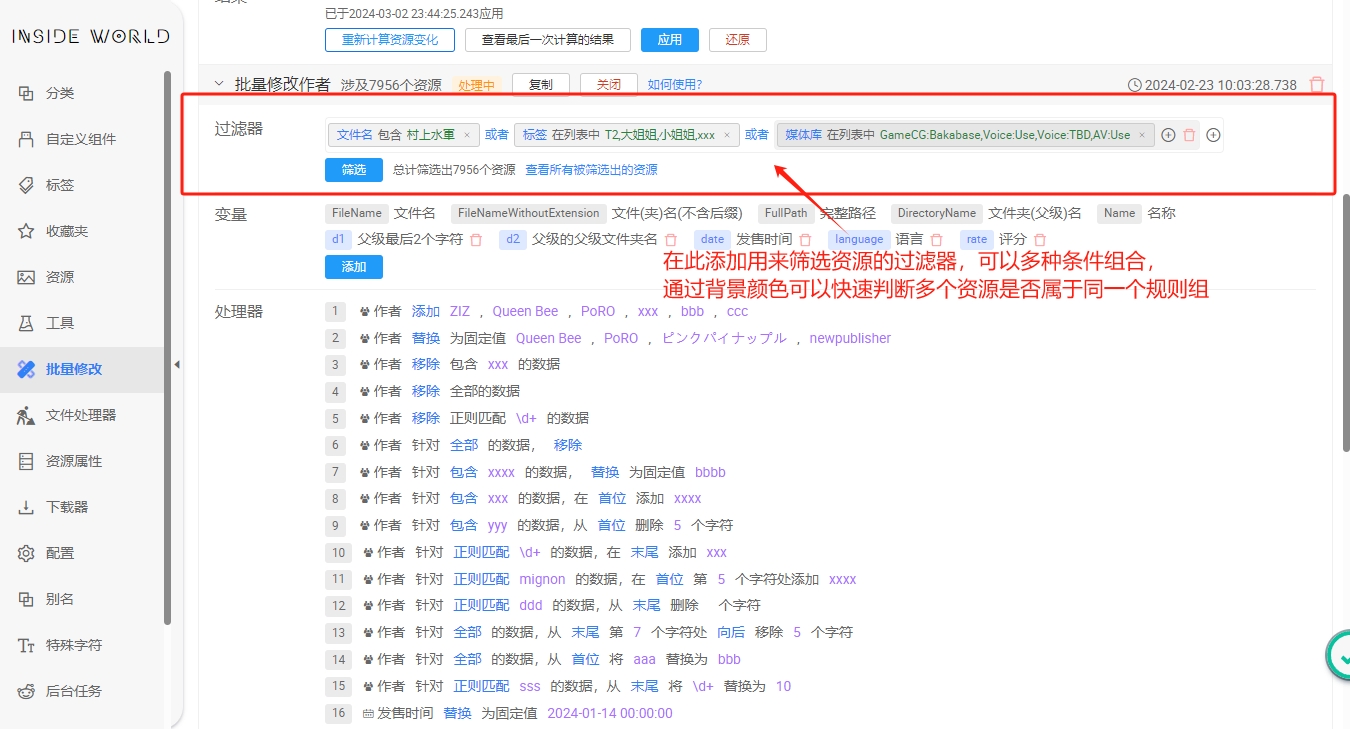 INSIDE WORLD
分类
自定义组件
标签
收藏夹
资源
工具
批量修改
文件处理器
资源属性
下载器
配置
别名
特殊字符
后台任务
已于2024-03-02 23:44:25.243应用
重新计算资源变化 查看最后一次计算的结果 应用 还原
批量修改作者 涉及7956个资源 处理中 复制 关闭 如何使用? 2024-02-23 10:03:28.738
过滤器 文件名 包含 村上水軍 × 或者 标签 在列表中 T2,大姐姐,小姐姐,xxx × 或者 媒体库 在列表中 GameCG:Bakabase,Voice:Use,Voice:TBD,AV:Use ×
筛选 总计筛选出7956个资源 查看所有被筛选出的资源
变量 FileName 文件名 FileNameWithoutExtension 文件(夹)名(不含后缀) FullPath 完整路径 DirectoryName 文件夹(父级)名 Name 名称
d1 父级最后2个字符 d2 父级的父级文件夹名 date 发售时间 language 语言 rate 评分
添加
在此添加用来筛选资源的过滤器，可以多种条件组合，
通过背景颜色可以快速判断多个资源是否属于同一个规则组
处理器 1 作者 添加 ZIZ , Queen Bee , PoRO , xxx , bbb , ccc
2 作者 替换 为固定值 Queen Bee , PoRO , ピンクパイナップル , newpublisher
3 作者 移除 包含 xxx 的数据
4 作者 移除 全部的数据
5 作者 移除 正则匹配 \d+ 的数据
6 作者 针对 全部 的数据， 移除
7 作者 针对 包含 xxxx 的数据， 替换 为固定值 bbbb
8 作者 针对 包含 xxx 的数据，在 首位 添加 xxxx
9 作者 针对 包含 yyy 的数据，从 首位 删除 5 个字符
10 作者 针对 正则匹配 \d+ 的数据，在 末尾 添加 xxx
11 作者 针对 正则匹配 mignon 的数据，在 首位 第 5 个字符处添加 xxxx
12 作者 针对 正则匹配 ddd 的数据，从 末尾 删除 个字符
13 作者 针对 全部 的数据，从 末尾 第 7 个字符处 向后 移除 5 个字符
14 作者 针对 全部 的数据，从 首位 将 aaa 替换为 bbb
15 作者 针对 正则匹配 sss 的数据，从 末尾 将 \d+ 替换为 10
16 发售时间 替换 为固定值 2024-01-14 00:00:00